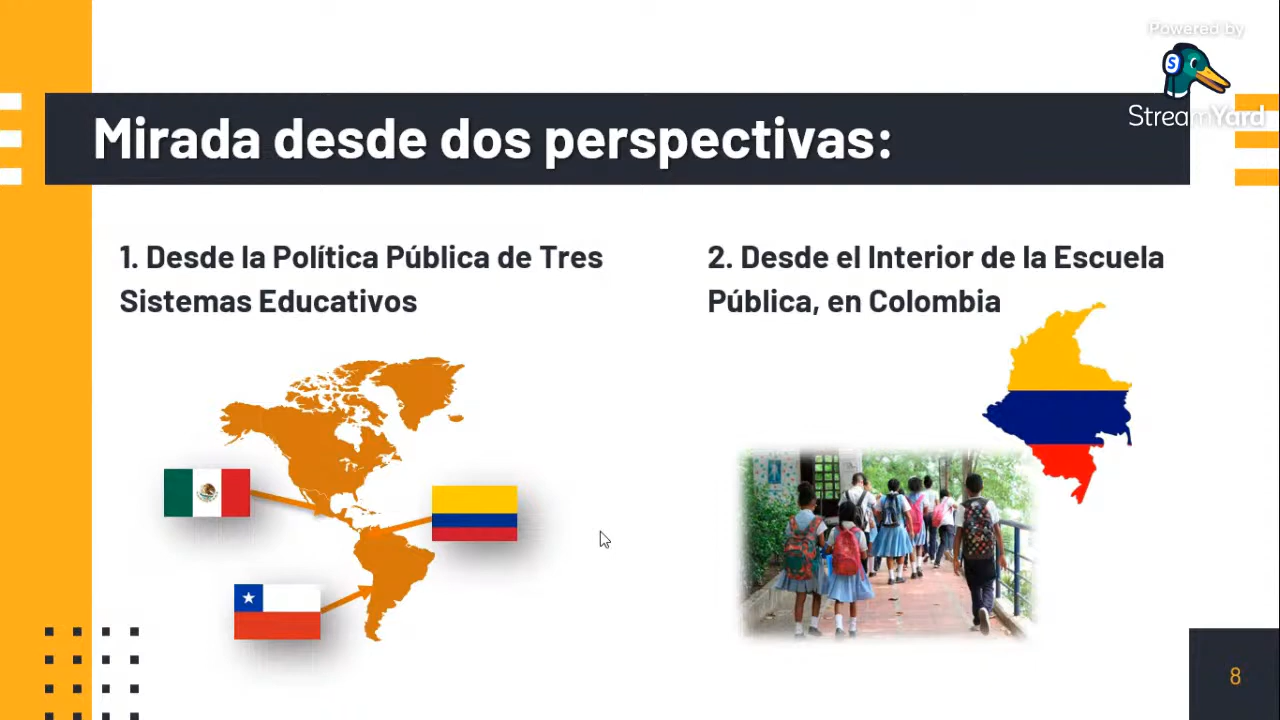 Powered by
S
StreamYard
Mirada desde dos perspectivas:
1. Desde la Política Pública de Tres
Sistemas Educativos
2. Desde el Interior de la Escuela
Pública, en Colombia
8